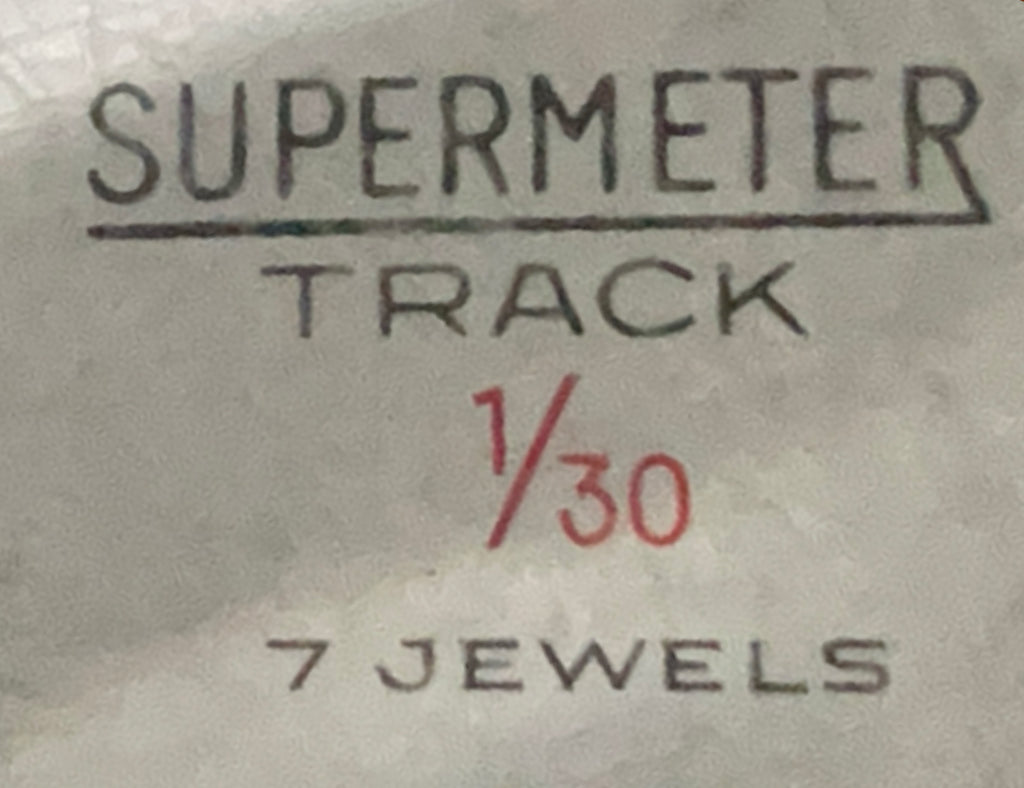 SUPERMETER
TRACK
1/30
7 JEWELS